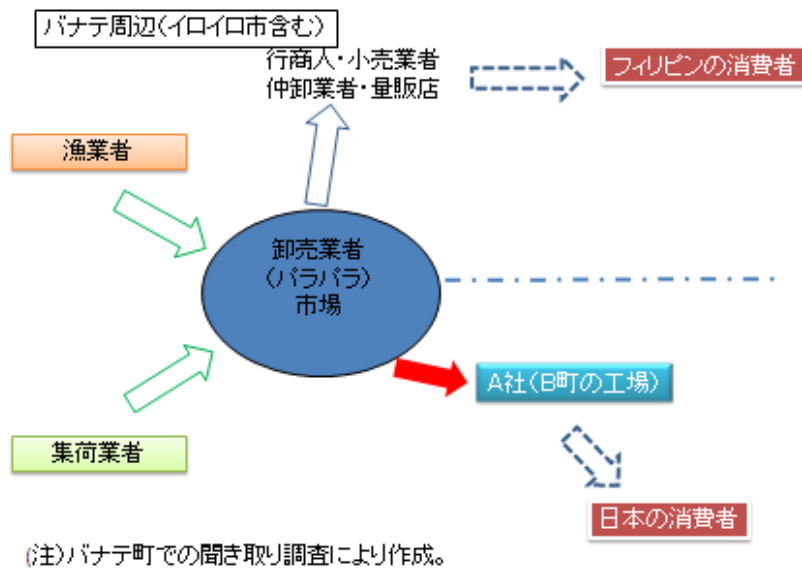 バナテ周辺(イロイロ市含む)
行商人・小売業者
仲卸業者・量販店
フィリピンの消費者
漁業者
卸売業者
(パラパラ)
市場
A社(B町の工場)
集荷業者
日本の消費者
(注)バナテ町での聞き取り調査により作成。